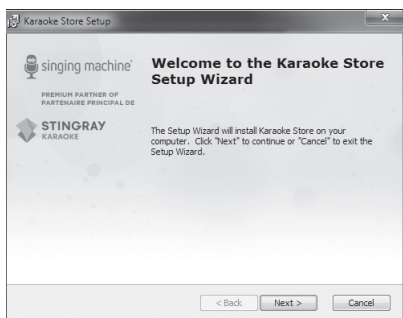 Karaoke Store Setup
x
singing machine®
PREMIUM PARTNER OF
PARTENAIRE PRINCIPAL DE
STINGRAY
KARAOKE
Welcome to the Karaoke Store
Setup Wizard
The Setup Wizard will install Karaoke Store on your
computer. Click "Next" to continue or "Cancel" to exit the
Setup Wizard.
< Back Next > Cancel